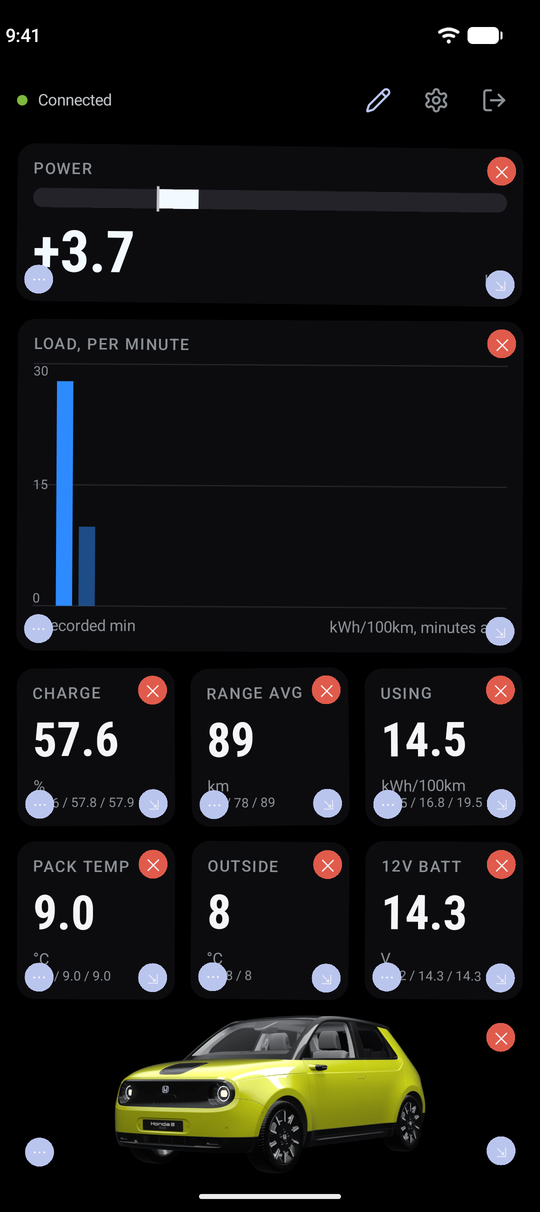 9:41
Connected
POWER
+3.7
LOAD, PER MINUTE
30
15
0
ecorded min kWh/100km, minutes a
CHARGE RANGE AVG USING
57.6 89 14.5
% km kWh/100km
6 / 57.8 / 57.9 / 78 / 89 5 / 16.8 / 19.5
PACK TEMP OUTSIDE 12V BATT
9.0 8 14.3
°C °C V
/ 9.0 / 9.0 8 / 8 2 / 14.3 / 14.3
Honda e